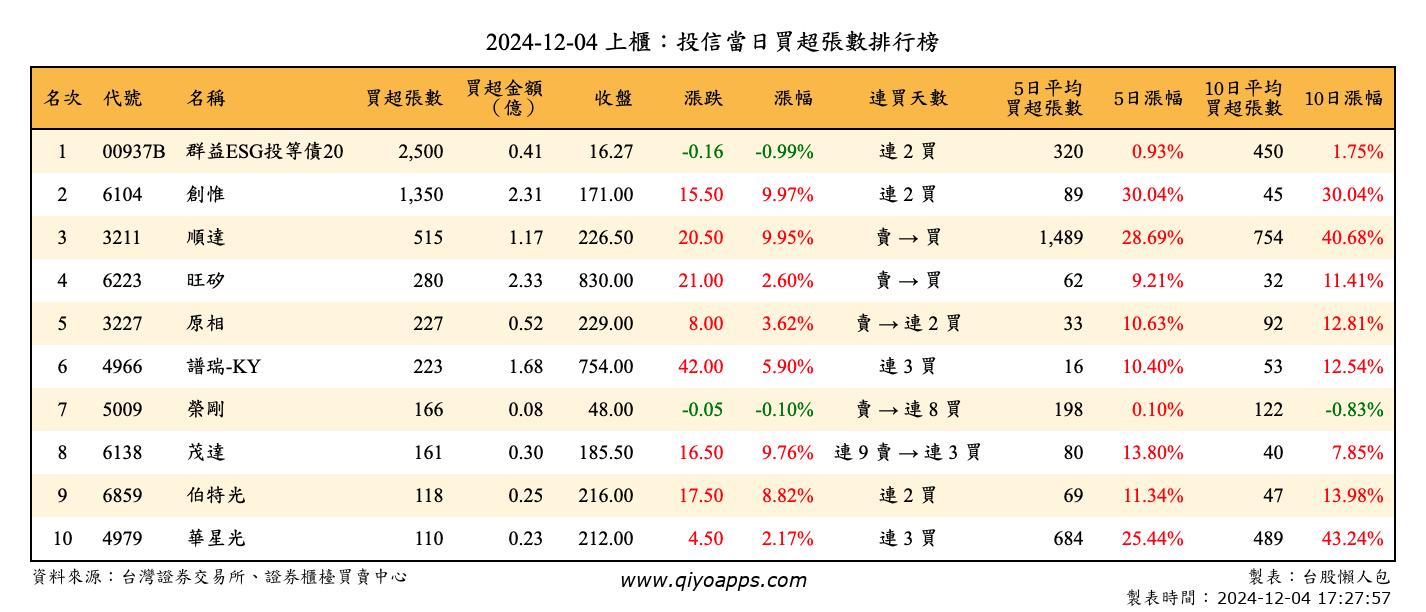 2024-12-04 上櫃：投信當日買超張數排行榜
名次 代號 名稱 買超張數 買超金額（億） 收盤 漲跌 漲幅 連買天數 5日平均買超張數 5日漲幅 10日平均買超張數 10日漲幅
1 00937B 群益ESG投等債20 2,500 0.41 16.27 -0.16 -0.99% 連 2 買 320 0.93% 450 1.75%
2 6104 創惟 1,350 2.31 171.00 15.50 9.97% 連 2 買 89 30.04% 45 30.04%
3 3211 順達 515 1.17 226.50 20.50 9.95% 賣 → 買 1,489 28.69% 754 40.68%
4 6223 旺矽 280 2.33 830.00 21.00 2.60% 賣 → 買 62 9.21% 32 11.41%
5 3227 原相 227 0.52 229.00 8.00 3.62% 賣 → 連 2 買 33 10.63% 92 12.81%
6 4966 譜瑞-KY 223 1.68 754.00 42.00 5.90% 連 3 買 16 10.40% 53 12.54%
7 5009 榮剛 166 0.08 48.00 -0.05 -0.10% 賣 → 連 8 買 198 0.10% 122 -0.83%
8 6138 茂達 161 0.30 185.50 16.50 9.76% 連 9 賣 → 連 3 買 80 13.80% 40 7.85%
9 6859 伯特光 118 0.25 216.00 17.50 8.82% 連 2 買 69 11.34% 47 13.98%
10 4979 華星光 110 0.23 212.00 4.50 2.17% 連 3 買 684 25.44% 489 43.24%
資料來源：台灣證券交易所、證券櫃檯買賣中心 www.qiyoapps.com 製表：台股懶人包
製表時間：2024-12-04 17:27:57